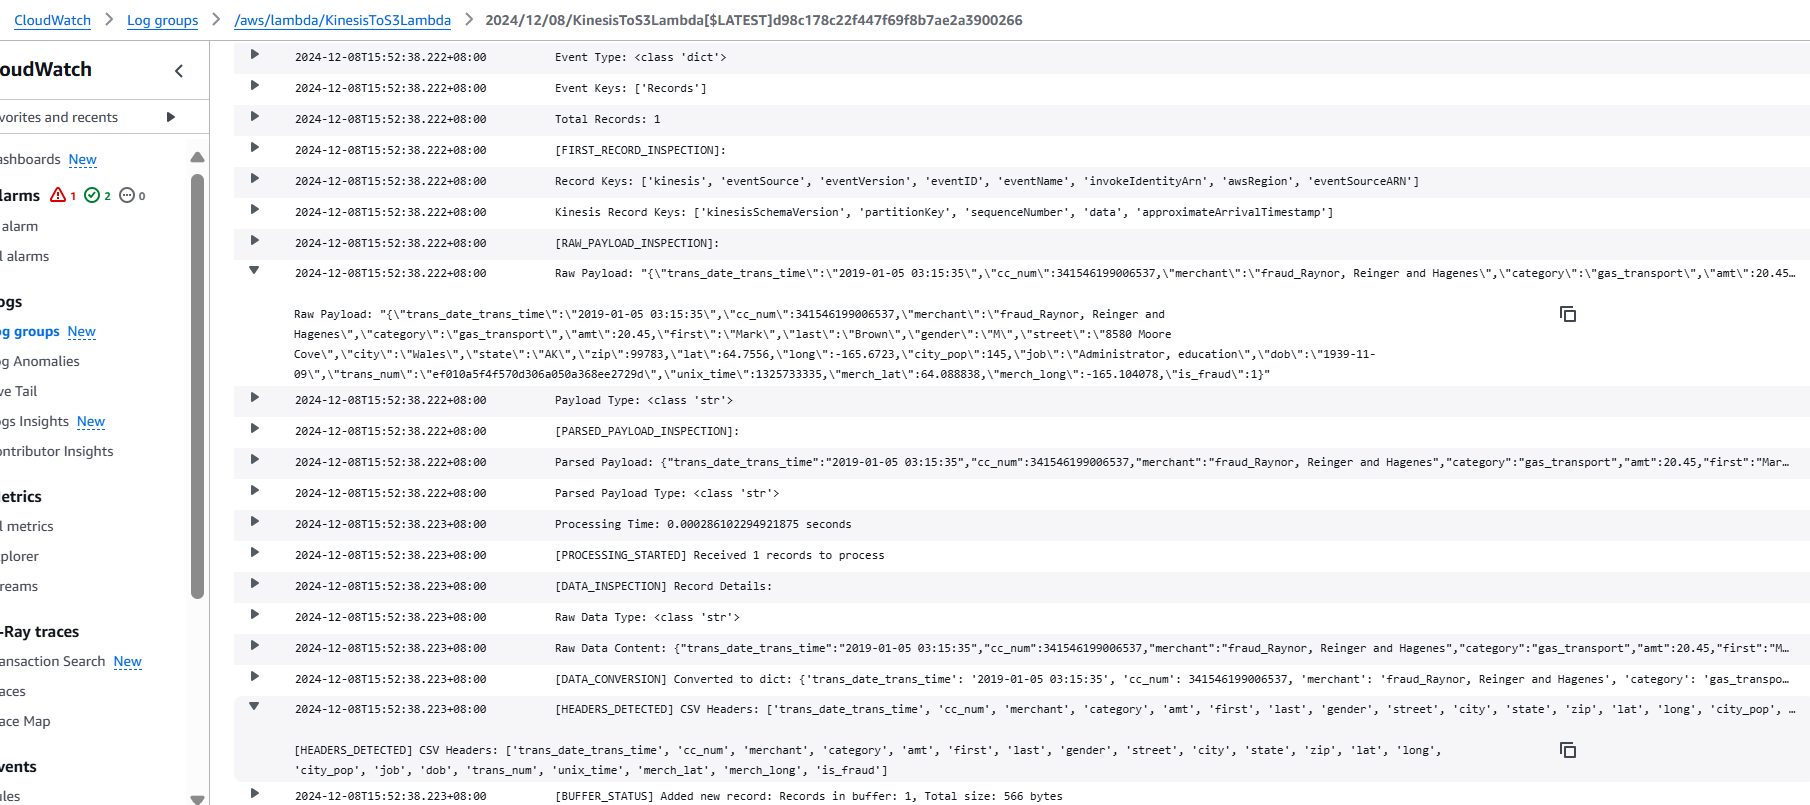 CloudWatch > Log groups > /aws/lambda/KinesisToS3Lambda > 2024/12/08/KinesisToS3Lambda[$LATEST]d98c178c22f447f69f8b7ae2a3900266
oudWatch
vorites and recents
ashboards New
larms 1 2 0
alarm
l alarms
ogs
og groups New
g Anomalies
ve Tail
gs Insights New
ontributor Insights
etrics
l metrics
plorer
reams
-Ray traces
ansaction Search New
aces
ace Map
vents
ules
2024-12-08T15:52:38.222+08:00 Event Type: <class 'dict'>
2024-12-08T15:52:38.222+08:00 Event Keys: ['Records']
2024-12-08T15:52:38.222+08:00 Total Records: 1
2024-12-08T15:52:38.222+08:00 [FIRST_RECORD_INSPECTION]:
2024-12-08T15:52:38.222+08:00 Record Keys: ['kinesis', 'eventSource', 'eventVersion', 'eventID', 'eventName', 'invokeIdentityArn', 'awsRegion', 'eventSourceARN']
2024-12-08T15:52:38.222+08:00 Kinesis Record Keys: ['kinesisSchemaVersion', 'partitionKey', 'sequenceNumber', 'data', 'approximateArrivalTimestamp']
2024-12-08T15:52:38.222+08:00 [RAW_PAYLOAD_INSPECTION]:
2024-12-08T15:52:38.222+08:00 Raw Payload: "{\"trans_date_trans_time\":\"2019-01-05 03:15:35\",\"cc_num\":341546199006537,\"merchant\":\"fraud_Raynor, Reinger and Hagenes\",\"category\":\"gas_transport\",\"amt\":20.45…
Raw Payload: "{\"trans_date_trans_time\":\"2019-01-05 03:15:35\",\"cc_num\":341546199006537,\"merchant\":\"fraud_Raynor, Reinger and
Hagenes\",\"category\":\"gas_transport\",\"amt\":20.45,\"first\":\"Mark\",\"last\":\"Brown\",\"gender\":\"M\",\"street\":\"8580 Moore
Cove\",\"city\":\"Wales\",\"state\":\"AK\",\"zip\":99783,\"lat\":64.7556,\"long\":-165.6723,\"city_pop\":145,\"job\":\"Administrator, education\",\"dob\":\"1939-11-
09\",\"trans_num\":\"ef010a5f4f570d306a050a368ee2729d\",\"unix_time\":1325733335,\"merch_lat\":64.088838,\"merch_long\":-165.104078,\"is_fraud\":1}"
2024-12-08T15:52:38.222+08:00 Payload Type: <class 'str'>
2024-12-08T15:52:38.222+08:00 [PARSED_PAYLOAD_INSPECTION]:
2024-12-08T15:52:38.222+08:00 Parsed Payload: {"trans_date_trans_time":"2019-01-05 03:15:35","cc_num":341546199006537,"merchant":"fraud_Raynor, Reinger and Hagenes","category":"gas_transport","amt":20.45,"first":"Mar…
2024-12-08T15:52:38.222+08:00 Parsed Payload Type: <class 'str'>
2024-12-08T15:52:38.223+08:00 Processing Time: 0.000286102294921875 seconds
2024-12-08T15:52:38.223+08:00 [PROCESSING_STARTED] Received 1 records to process
2024-12-08T15:52:38.223+08:00 [DATA_INSPECTION] Record Details:
2024-12-08T15:52:38.223+08:00 Raw Data Type: <class 'str'>
2024-12-08T15:52:38.223+08:00 Raw Data Content: {"trans_date_trans_time":"2019-01-05 03:15:35","cc_num":341546199006537,"merchant":"fraud_Raynor, Reinger and Hagenes","category":"gas_transport","amt":20.45,"first":"M…
2024-12-08T15:52:38.223+08:00 [DATA_CONVERSION] Converted to dict: {'trans_date_trans_time': '2019-01-05 03:15:35', 'cc_num': 341546199006537, 'merchant': 'fraud_Raynor, Reinger and Hagenes', 'category': 'gas_transpo…
2024-12-08T15:52:38.223+08:00 [HEADERS_DETECTED] CSV Headers: ['trans_date_trans_time', 'cc_num', 'merchant', 'category', 'amt', 'first', 'last', 'gender', 'street', 'city', 'state', 'zip', 'lat', 'long', 'city_pop', …
[HEADERS_DETECTED] CSV Headers: ['trans_date_trans_time', 'cc_num', 'merchant', 'category', 'amt', 'first', 'last', 'gender', 'street', 'city', 'state', 'zip', 'lat', 'long',
'city_pop', 'job', 'dob', 'trans_num', 'unix_time', 'merch_lat', 'merch_long', 'is_fraud']
2024-12-08T15:52:38.223+08:00 [BUFFER_STATUS] Added new record: Records in buffer: 1, Total size: 566 bytes